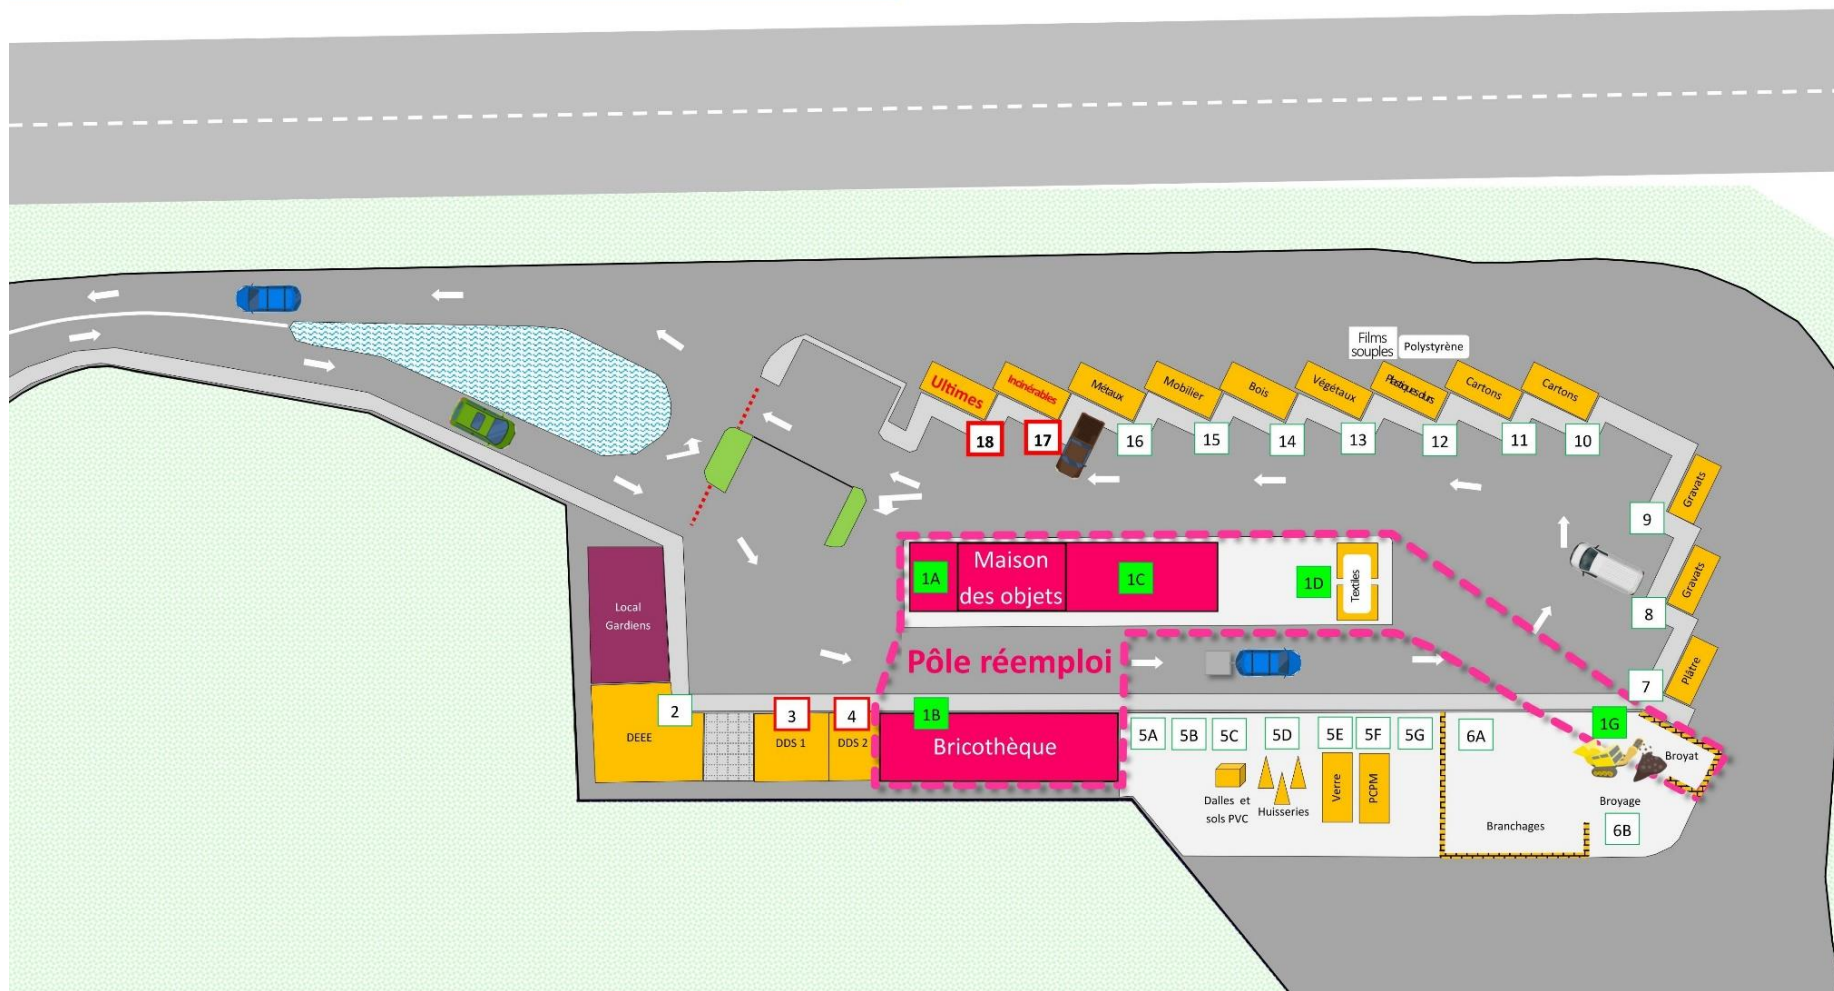 Films
souples
Polystyrène
Ultimes
Incinérables
Métaux
Mobilier
Bois
Végétaux
Plastiques durs
Cartons
Cartons
18
17
16
15
14
13
12
11
10
Gravats
9
Gravats
8
Plâtre
7
1A
Maison
des objets
1C
1D
Textiles
Local
Gardiens
Pôle réemploi
2
3
4
1B
DEEE
DDS 1
DDS 2
Bricothèque
5A
5B
5C
5D
5E
5F
5G
6A
1G
Broyat
Dalles et
sols PVC
Huisseries
Verre
PCPM
Branchages
Broyage
6B